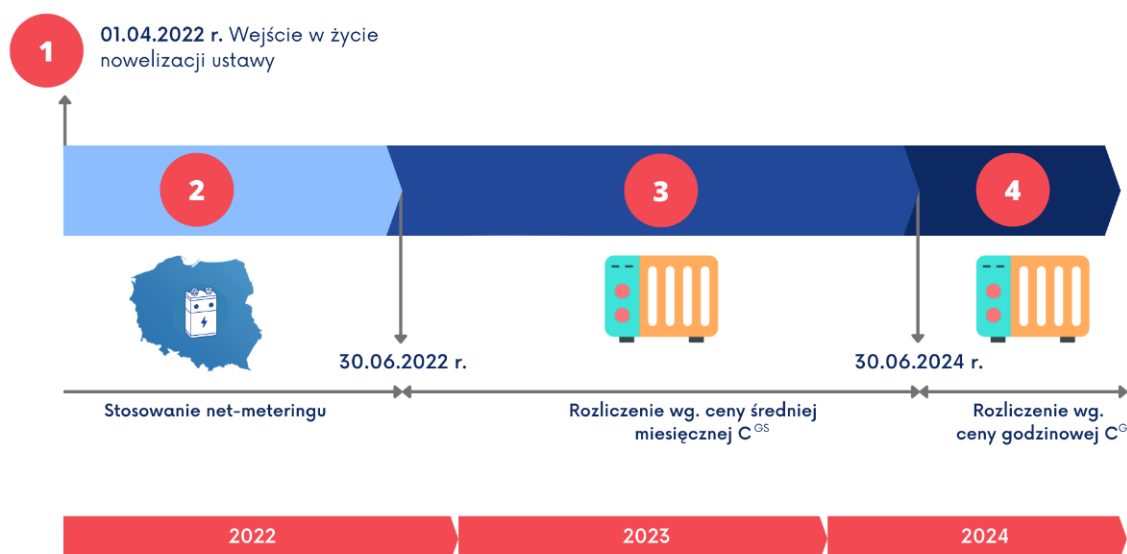 1
01.04.2022 r. Wejście w życie
nowelizacji ustawy
2
3
4
30.06.2022 r.
30.06.2024 r.
Stosowanie net-meteringu
Rozliczenie wg. ceny średniej
miesięcznej C GS
Rozliczenie wg.
ceny godzinowej C G
2022
2023
2024